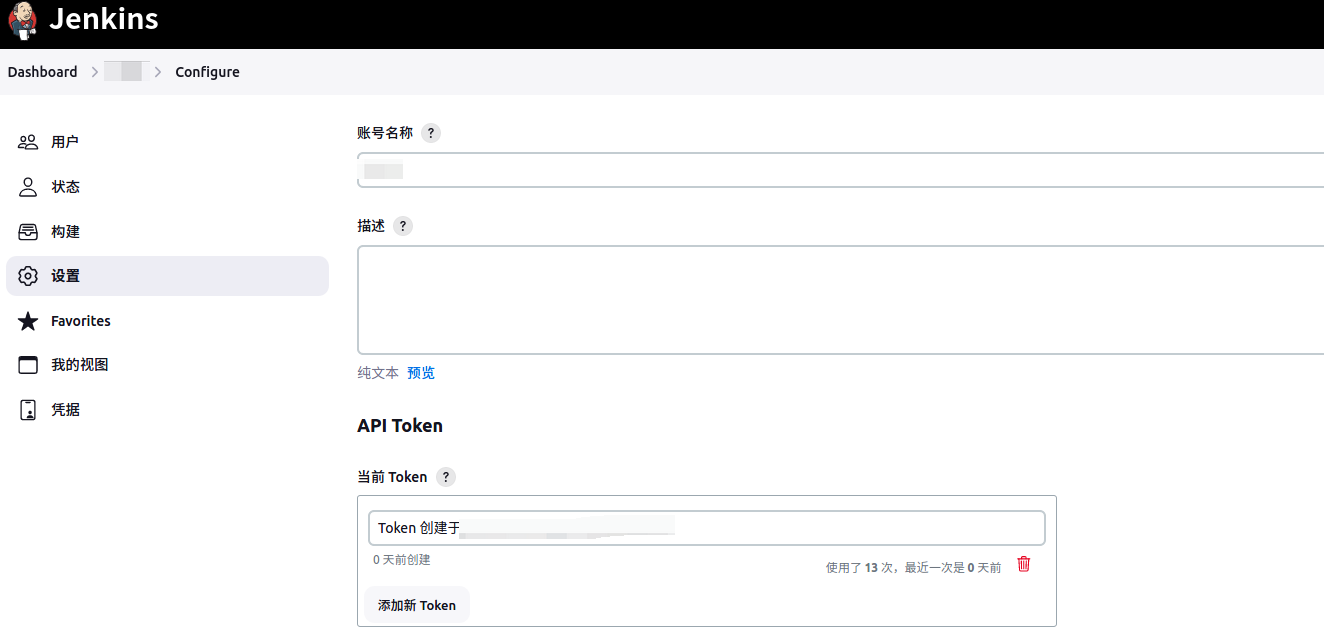 Jenkins
Dashboard
Configure
用户
状态
构建
设置
Favorites
我的视图
凭据
账号名称 ?
描述 ?
纯文本 预览
API Token
当前 Token ?
Token 创建于
0 天前创建
使用了 13 次，最近一次是 0 天前
添加新 Token